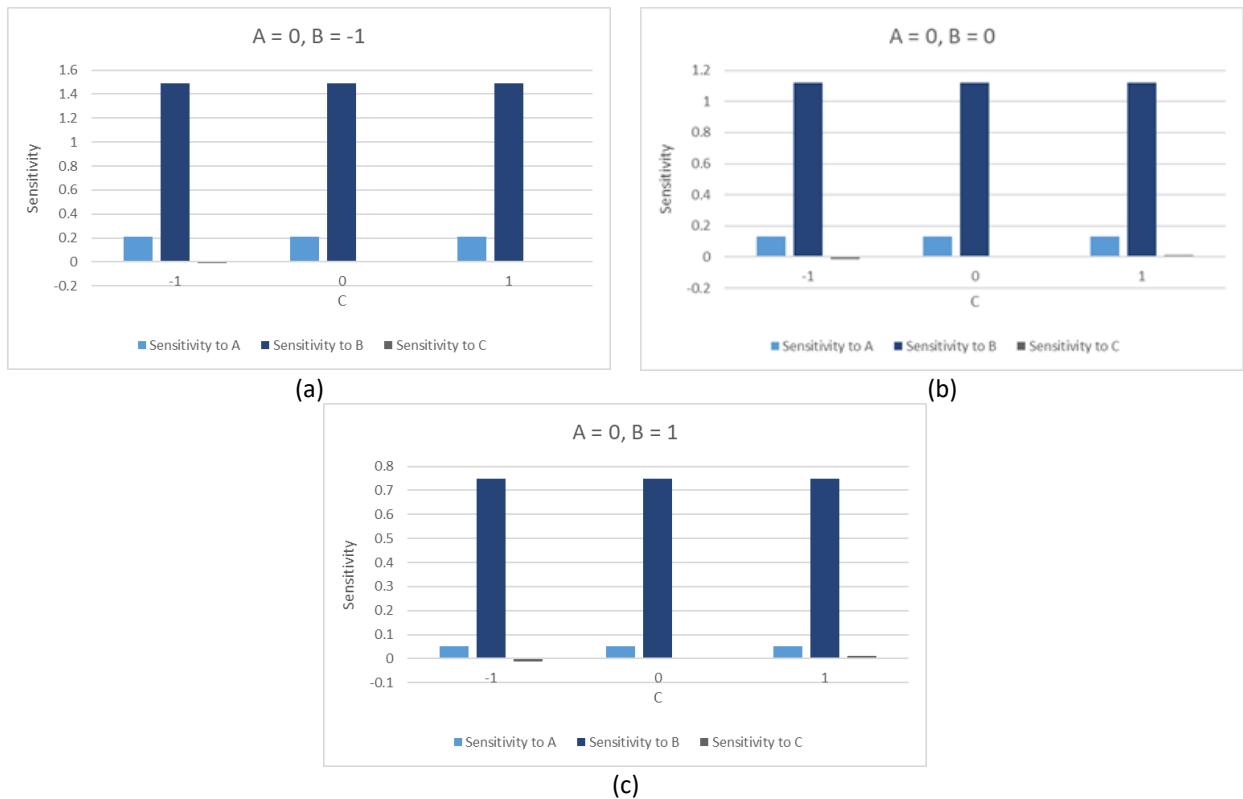 A = 0, B = -1
1.6
1.4
1.2
1
0.8
0.6
0.4
0.2
0
-0.2
Sensitivity
-1 0 1
C
Sensitivity to A Sensitivity to B Sensitivity to C
(a)
A = 0, B = 0
1.2
1
0.8
0.6
0.4
0.2
0
-0.2
Sensitivity
-1 0 1
C
Sensitivity to A Sensitivity to B Sensitivity to C
(b)
A = 0, B = 1
0.8
0.7
0.6
0.5
0.4
0.3
0.2
0.1
0
-0.1
Sensitivity
-1 0 1
C
Sensitivity to A Sensitivity to B Sensitivity to C
(c)